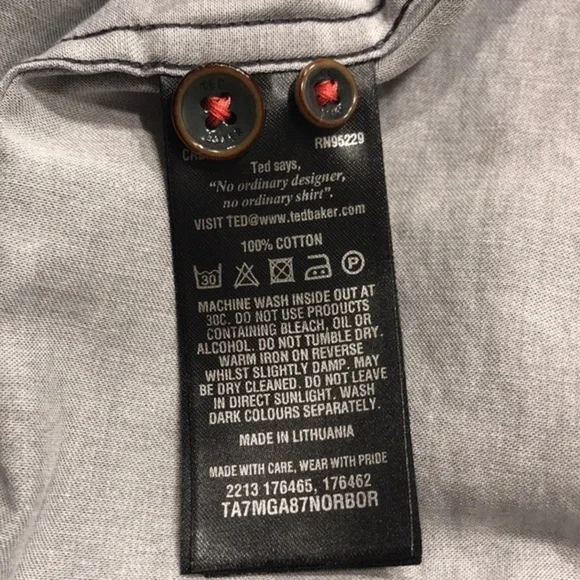 TED
RN95229
Ted says,
"No ordinary designer,
no ordinary shirt".
VISIT TED@www.tedbaker.com
100% COTTON
30 P
MACHINE WASH INSIDE OUT AT
30C. DO NOT USE PRODUCTS
CONTAINING BLEACH, OIL OR
ALCOHOL. DO NOT TUMBLE DRY.
WARM IRON ON REVERSE
WHILST SLIGHTLY DAMP. MAY
BE DRY CLEANED. DO NOT LEAVE
IN DIRECT SUNLIGHT. WASH
DARK COLOURS SEPARATELY.
MADE IN LITHUANIA
MADE WITH CARE, WEAR WITH PRIDE
2213 176465, 176462
TA7MGA87NORBOR